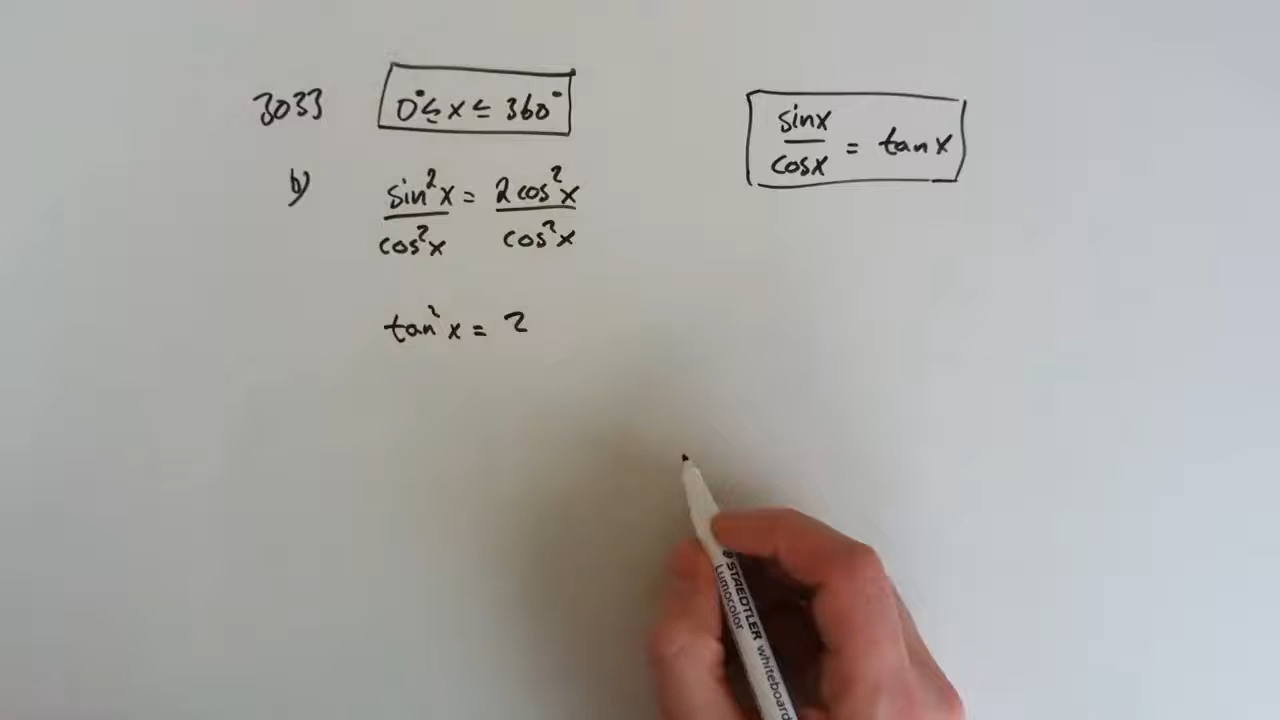 3033 0° ≤ x ≤ 360°
b) sin²x = 2cos²x
cos²x cos²x
tan²x = 2
sinx
cosx = tanx
STAEDTLER whiteboard
Lumocolor